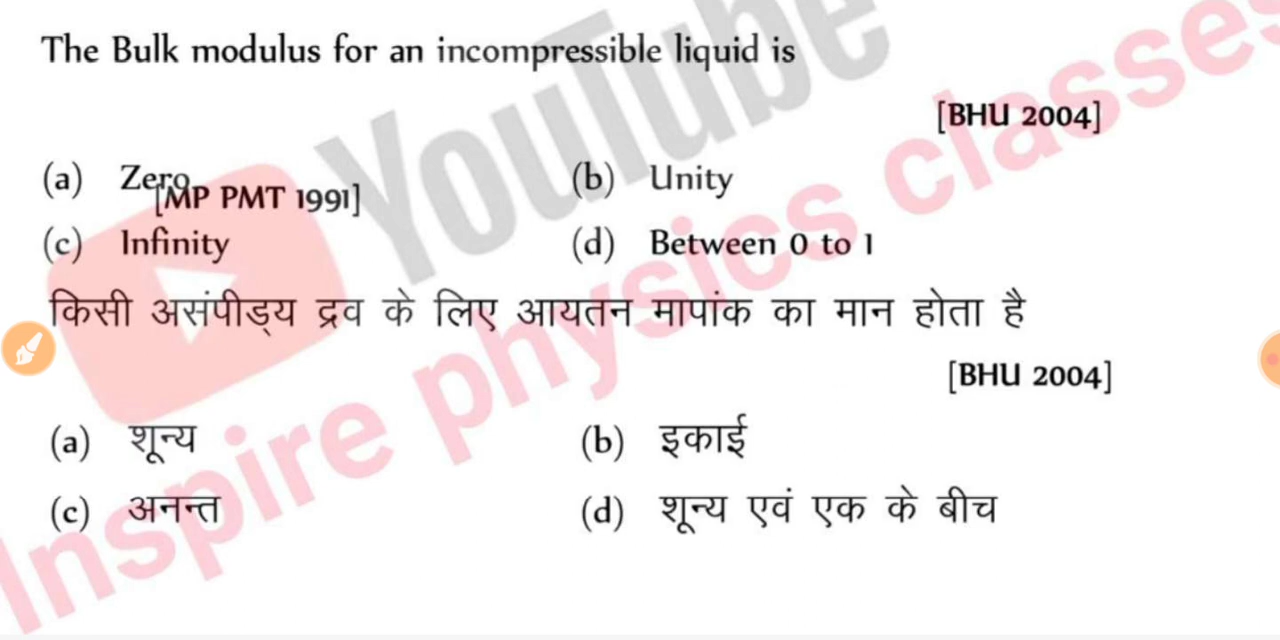 The Bulk modulus for an incompressible liquid is
[BHU 2004]
(a) Zero (b) Unity
[MP PMT 1991]
(c) Infinity (d) Between 0 to 1
किसी असंपीड्य द्रव के लिए आयतन मापांक का मान होता है
[BHU 2004]
(a) शून्य (b) इकाई
(c) अनन्त (d) शून्य एवं एक के बीच
YouTube
Inspire physics classes